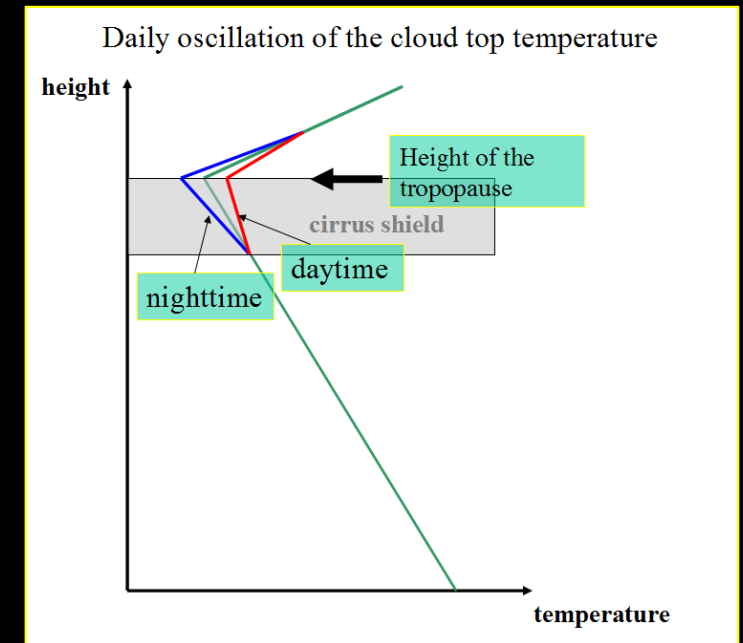 Daily oscillation of the cloud top temperature
height
Height of the
tropopause
cirrus shield
daytime
nighttime
temperature